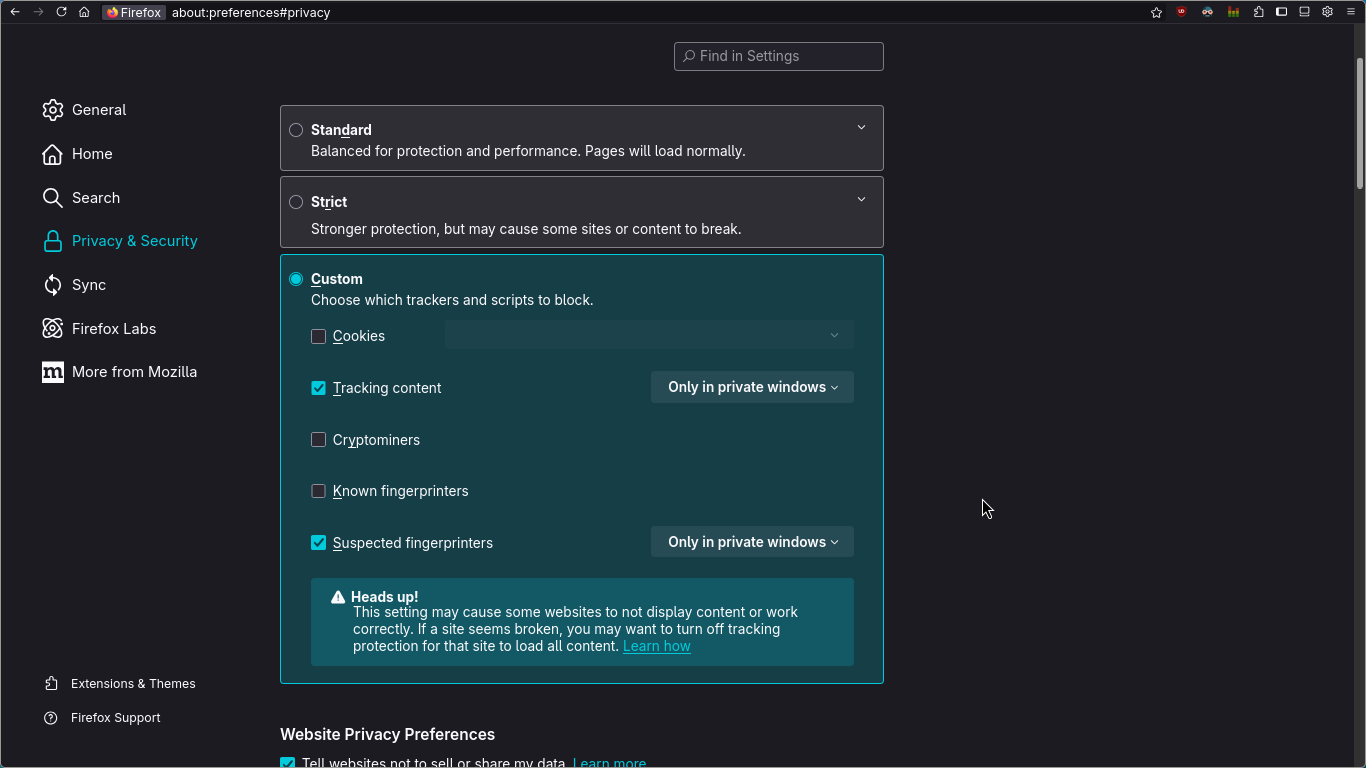 Firefox about:preferences#privacy
Find in Settings
General
Home
Search
Privacy & Security
Sync
Firefox Labs
m More from Mozilla
Extensions & Themes
Firefox Support
Standard
Balanced for protection and performance. Pages will load normally.
Strict
Stronger protection, but may cause some sites or content to break.
Custom
Choose which trackers and scripts to block.
Cookies
Tracking content Only in private windows
Cryptominers
Known fingerprinters
Suspected fingerprinters Only in private windows
Heads up!
This setting may cause some websites to not display content or work
correctly. If a site seems broken, you may want to turn off tracking
protection for that site to load all content. Learn how
Website Privacy Preferences
Tell websites not to sell or share my data. Learn more